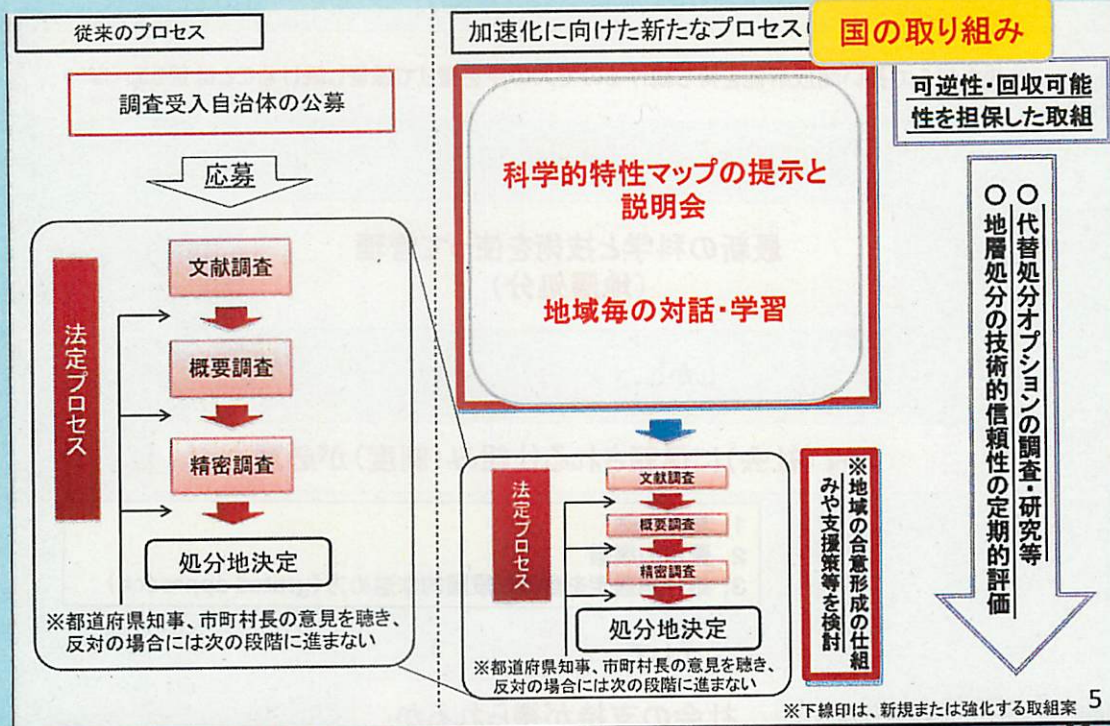 従来のプロセス
調査受入自治体の公募
応募
法定プロセス
文献調査
概要調査
精密調査
処分地決定
※都道府県知事、市町村長の意見を聴き、
反対の場合には次の段階に進まない
加速化に向けた新たなプロセス
国の取り組み
科学的特性マップの提示と
説明会
地域毎の対話・学習
法定プロセス
文献調査
概要調査
精密調査
処分地決定
※都道府県知事、市町村長の意見を聴き、
反対の場合には次の段階に進まない
※地域の合意形成の仕組
みや支援策等を検討
可逆性・回収可能
性を担保した取組
○代替処分オプションの調査・研究等
○地層処分の技術的信頼性の定期的評価
※下線印は、新規または強化する取組案
5